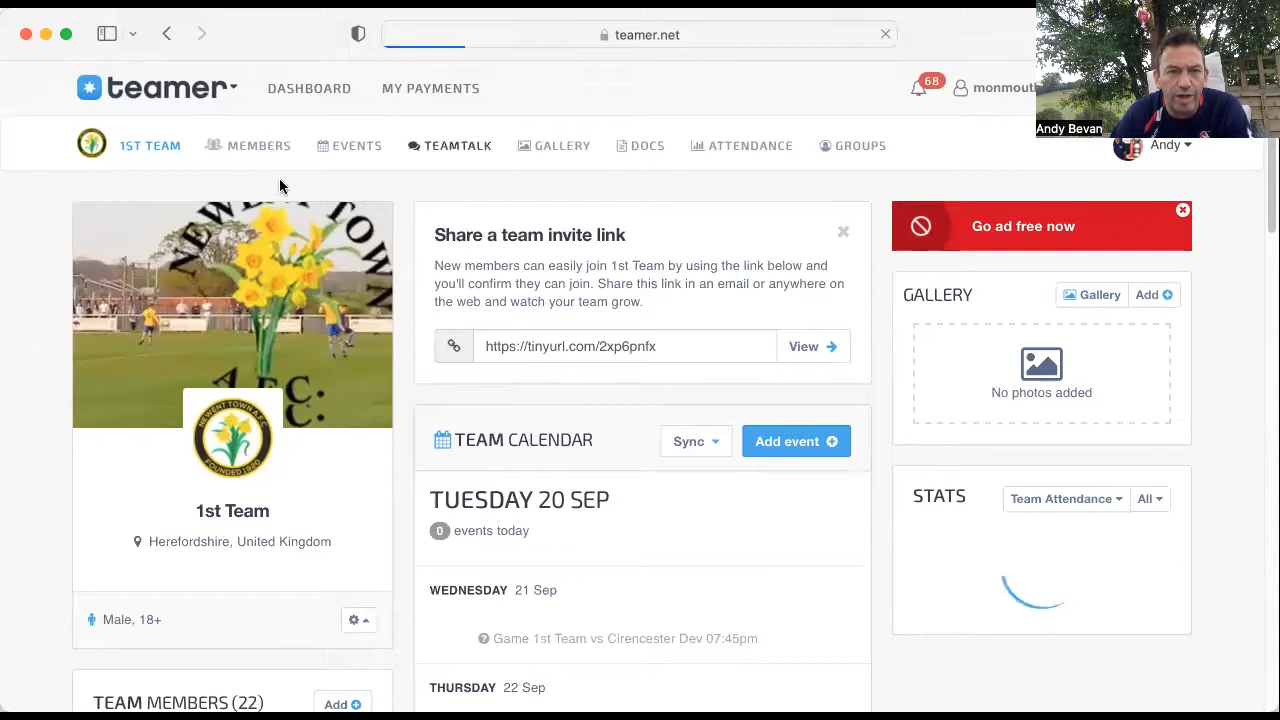 teamer.net
teamer
DASHBOARD
MY PAYMENTS
68
monmouth
Andy Bevan
1ST TEAM
MEMBERS
EVENTS
TEAMTALK
GALLERY
DOCS
ATTENDANCE
GROUPS
Andy
NEWENT TOWN
A.F.C.
NEWENT TOWN A.F.C.
FOUNDED 1920
1st Team
Herefordshire, United Kingdom
Male, 18+
TEAM MEMBERS (22)
Add
Share a team invite link
New members can easily join 1st Team by using the link below and
you'll confirm they can join. Share this link in an email or anywhere on
the web and watch your team grow.
https://tinyurl.com/2xp6pnfx
View
TEAM CALENDAR
Sync
Add event
TUESDAY 20 SEP
0 events today
WEDNESDAY 21 Sep
Game 1st Team vs Cirencester Dev 07:45pm
THURSDAY 22 Sep
Go ad free now
GALLERY
Gallery
Add
No photos added
STATS
Team Attendance
All